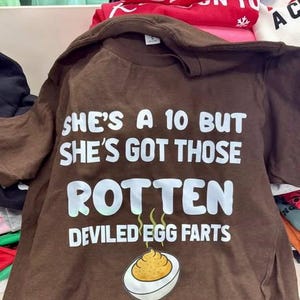 SHE'S A 10 BUT
SHE'S GOT THOSE
ROTTEN
DEVILED EGG FARTS